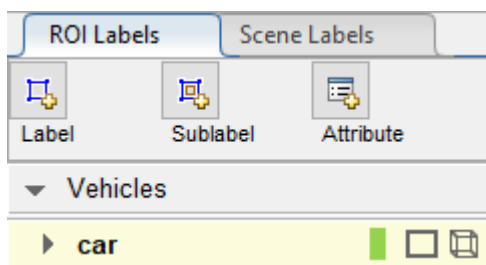 ROI Labels Scene Labels
Label Sublabel Attribute
Vehicles
car